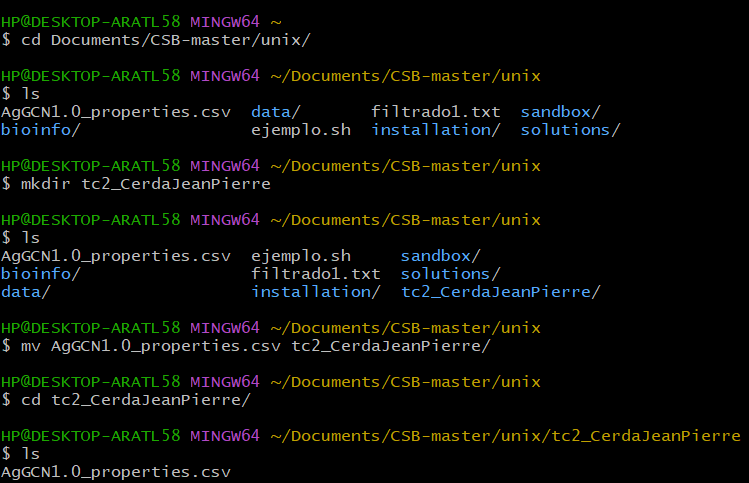 HP@DESKTOP-ARATL58 MINGW64 ~
$ cd Documents/CSB-master/unix/
HP@DESKTOP-ARATL58 MINGW64 ~/Documents/CSB-master/unix
$ ls
AgGCN1.0_properties.csv  data/       filtrado1.txt  sandbox/
bioinfo/                 ejemplo.sh  installation/  solutions/
HP@DESKTOP-ARATL58 MINGW64 ~/Documents/CSB-master/unix
$ mkdir tc2_CerdaJeanPierre
HP@DESKTOP-ARATL58 MINGW64 ~/Documents/CSB-master/unix
$ ls
AgGCN1.0_properties.csv  ejemplo.sh     sandbox/
bioinfo/                 filtrado1.txt  solutions/
data/                    installation/  tc2_CerdaJeanPierre/
HP@DESKTOP-ARATL58 MINGW64 ~/Documents/CSB-master/unix
$ mv AgGCN1.0_properties.csv tc2_CerdaJeanPierre/
HP@DESKTOP-ARATL58 MINGW64 ~/Documents/CSB-master/unix
$ cd tc2_CerdaJeanPierre/
HP@DESKTOP-ARATL58 MINGW64 ~/Documents/CSB-master/unix/tc2_CerdaJeanPierre
$ ls
AgGCN1.0_properties.csv